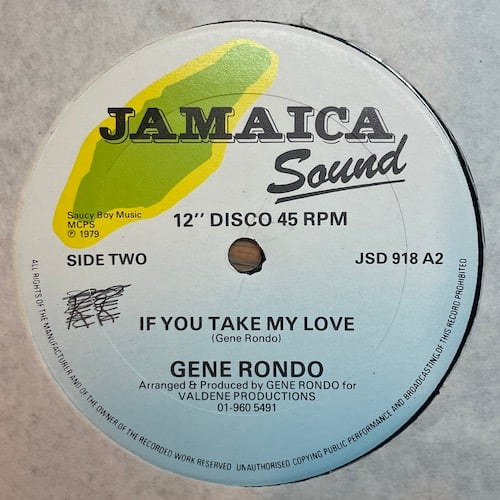 JAMAICA
Sound
12" DISCO 45 RPM
Saucy Boy Music
MCPS
℗ 1979
SIDE TWO
JSD 918 A2
IF YOU TAKE MY LOVE
(Gene Rondo)
GENE RONDO
Arranged & Produced by GENE RONDO for
VALDENE PRODUCTIONS
01-960 5491
ALL RIGHTS OF THE MANUFACTURER AND OF THE OWNER OF THE RECORDED WORK RESERVED UNAUTHORISED COPYING PUBLIC PERFORMANCE AND BROADCASTING OF THIS RECORD PROHIBITED